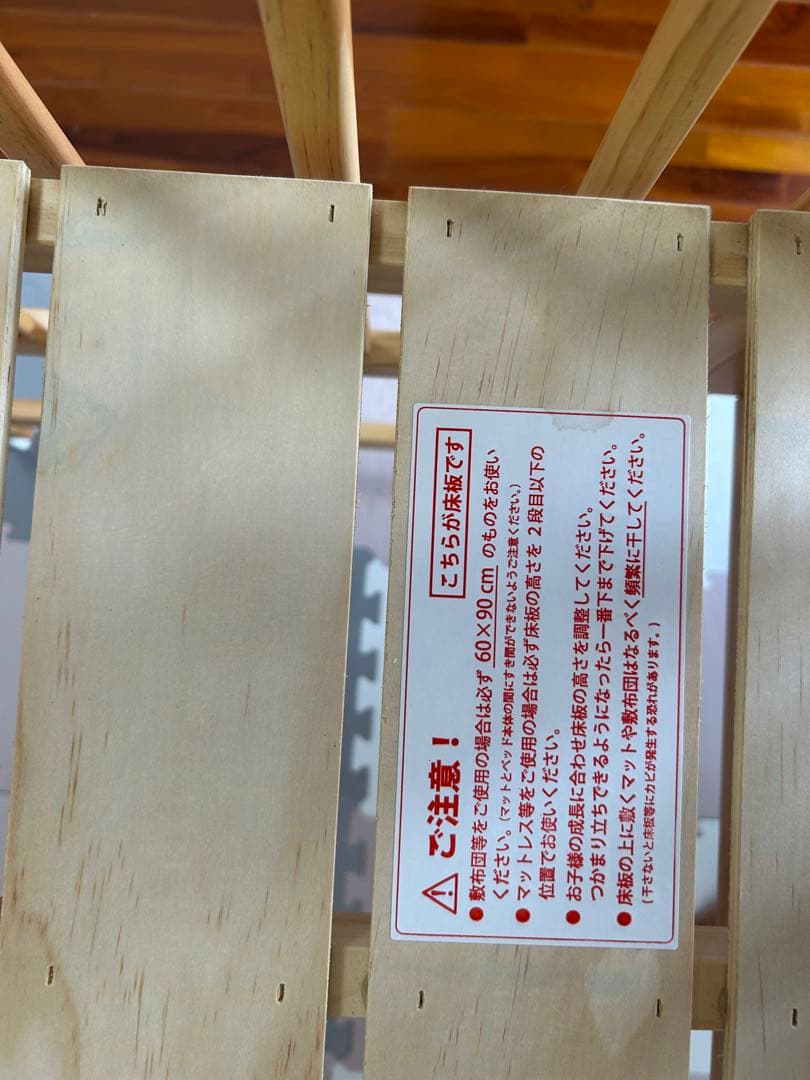 ご注意！
こちらが床板です
●敷布団等をご使用の場合は必ず 60×90 cm のものをお使い
ください。（マットとベッド本体の間にすき間ができないようご注意ください。）
●マットレス等をご使用の場合は必ず床板の高さを 2 段目以下の
位置でお使いください。
●お子様の成長に合わせ床板の高さを調整してください。
つかまり立ちできるようになったら一番下まで下げてください。
●床板の上に敷くマットや敷布団はなるべく頻繁に干してください。
（干さないと床板等にカビが発生する恐れがあります。）